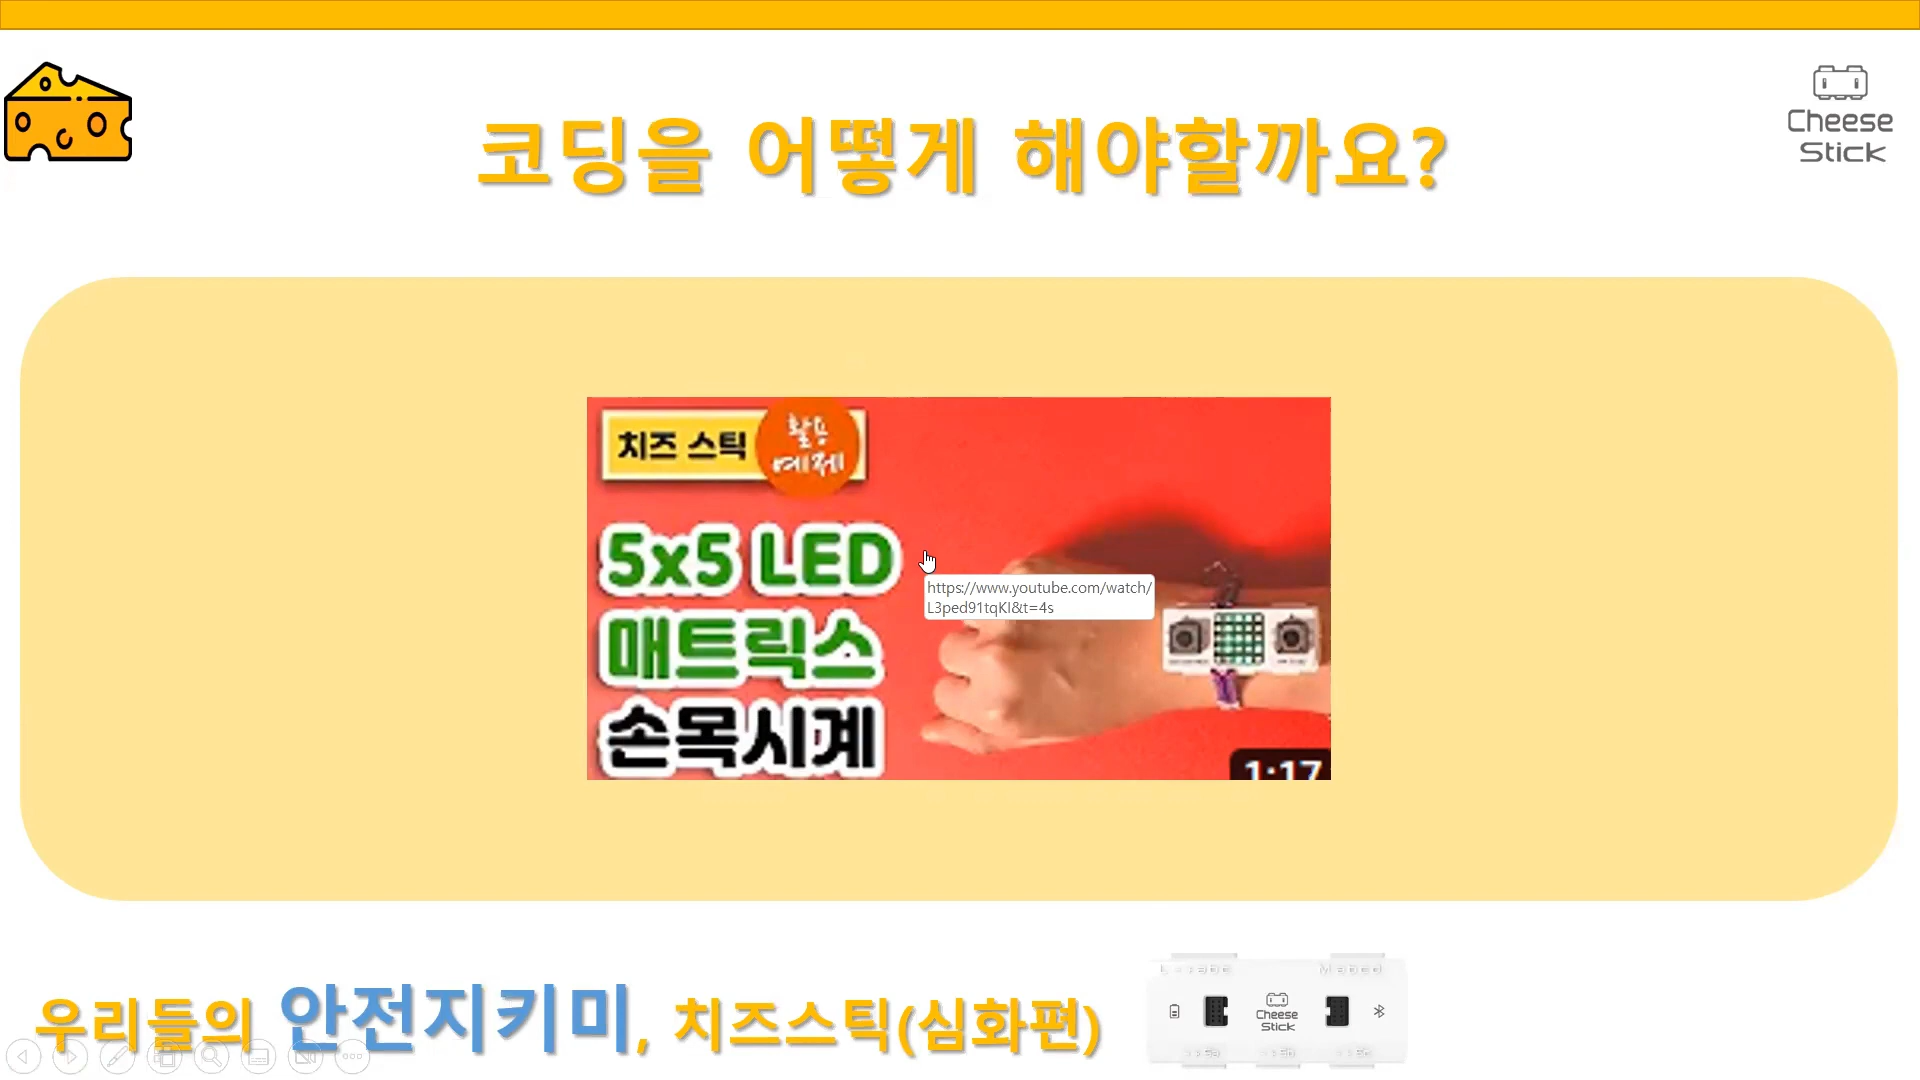 코딩을 어떻게 해야할까요?
Cheese
Stick
치즈 스틱
활용
예제
5x5 LED
매트릭스
손목시계
https://www.youtube.com/watch/
L3ped91tqKI&t=4s
1:17
우리들의 안전지키미, 치즈스틱(심화편)
Cheese
Stick